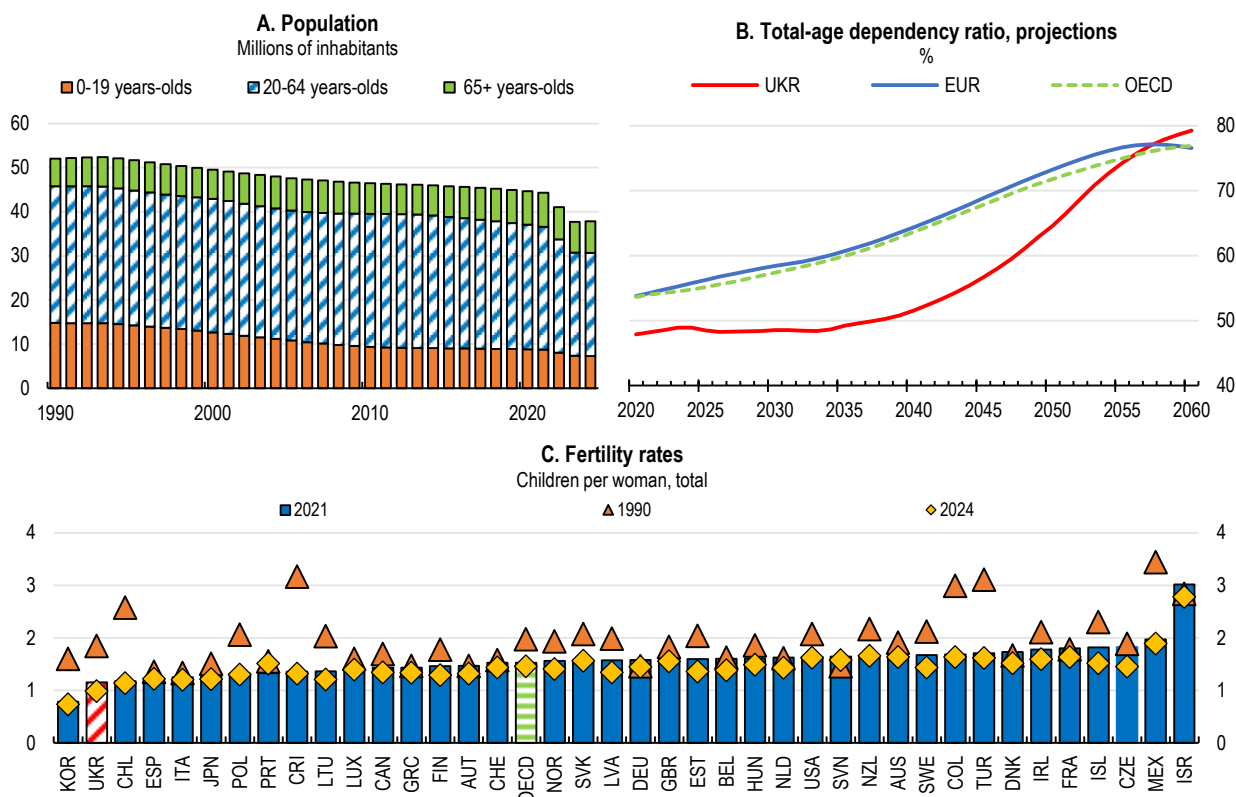 A. Population
Millions of inhabitants
0-19 years-olds 20-64 years-olds 65+ years-olds
60
50
40
30
20
10
0
1990 2000 2010 2020
B. Total-age dependency ratio, projections
%
UKR EUR OECD
80
70
60
50
40
2020 2025 2030 2035 2040 2045 2050 2055 2060
C. Fertility rates
Children per woman, total
2021 1990 2024
4 4
3 3
2 2
1 1
0 0
KOR UKR CHL ESP ITA JPN POL PRT CRI LTU LUX CAN GRC FIN AUT CHE OECD NOR SVK LVA DEU GBR EST BEL HUN NLD USA SVN NZL AUS SWE COL TUR DNK IRL FRA ISL CZE MEX ISR